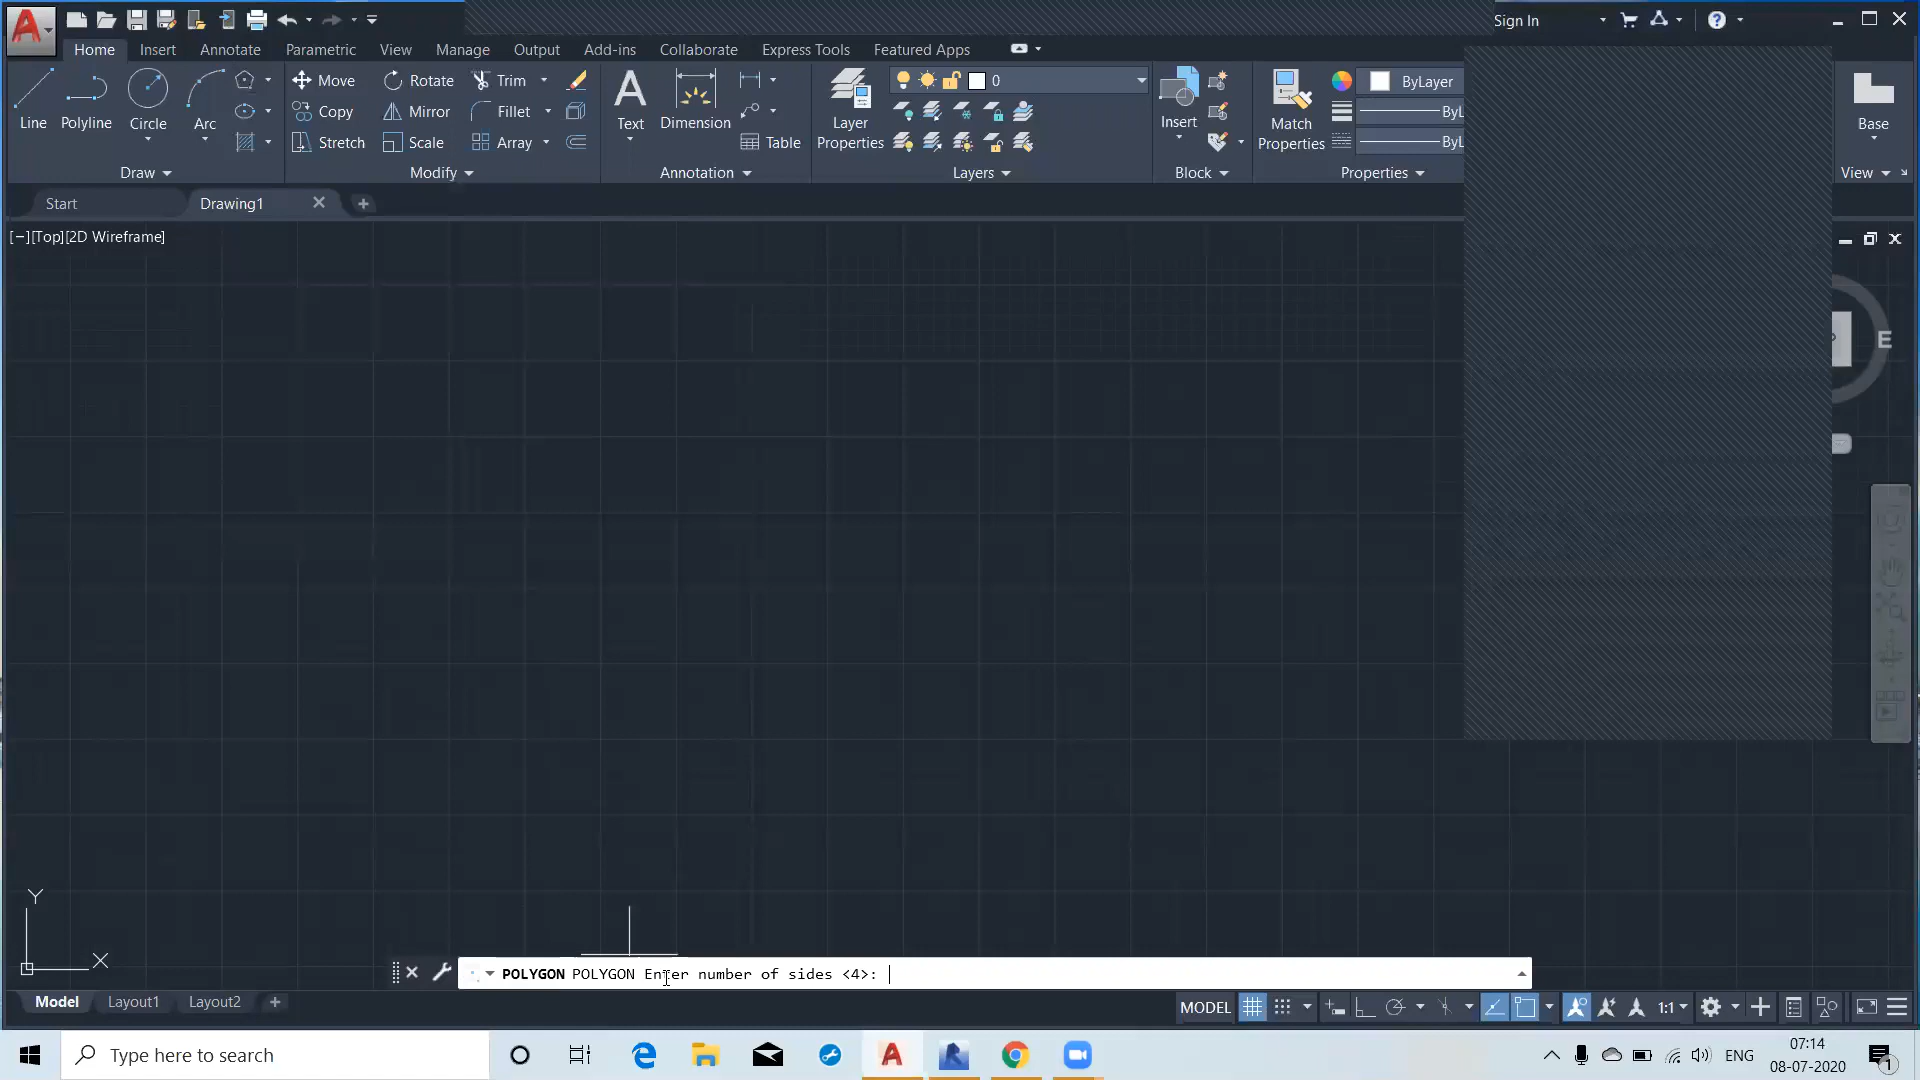 Sign In
Home Insert Annotate Parametric View Manage Output Add-ins Collaborate Express Tools Featured Apps
Line Polyline Circle Arc
Move Rotate Trim
Copy Mirror Fillet
Stretch Scale Array
Text Dimension Table
Layer Properties
0
Insert
Match Properties
ByLayer
ByL
ByL
Base
Draw Modify Annotation Layers Block Properties View
Start Drawing1
[−][Top][2D Wireframe]
E
Y
X
POLYGON POLYGON Enter number of sides <4>:
Model Layout1 Layout2
MODEL 1:1
Type here to search
ENG
07:14
08-07-2020
1